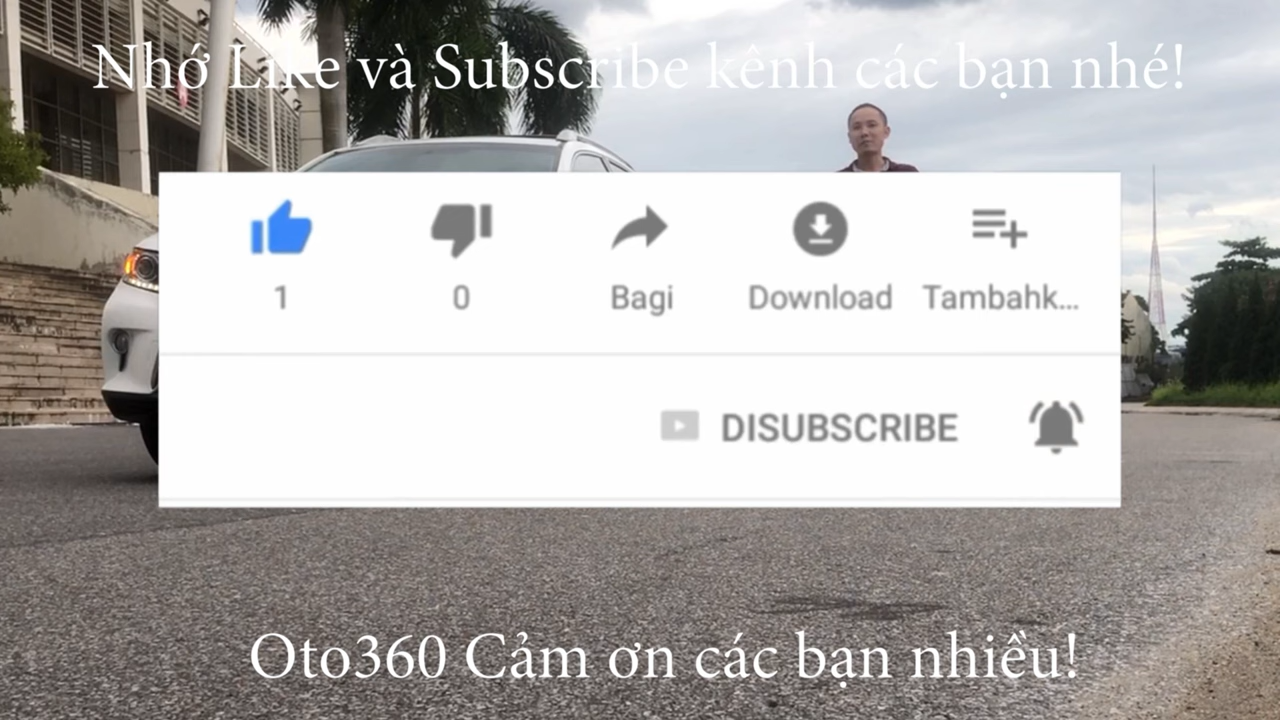 Nhớ Like và Subscribe kênh các bạn nhé!
1 0 Bagi Download Tambahk...
DISUBSCRIBE
Oto360 Cảm ơn các bạn nhiều!